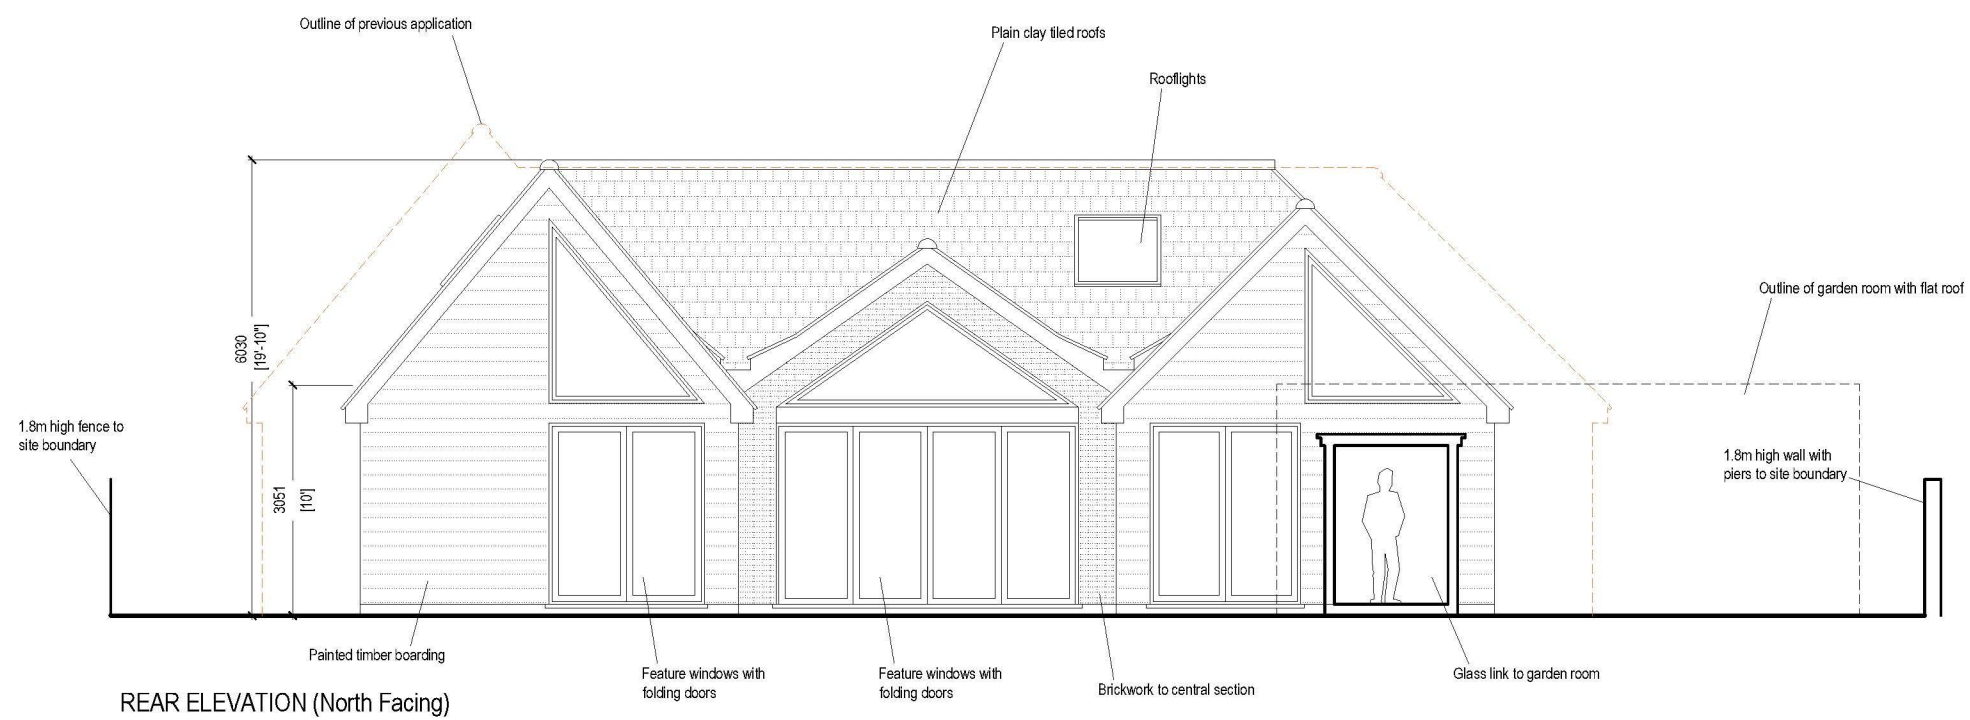 Outline of previous application
Plain clay tiled roofs
Rooflights
Outline of garden room with flat roof
6030
[19'-10"]
3051
[10']
1.8m high fence to
site boundary
1.8m high wall with
piers to site boundary
Painted timber boarding
Feature windows with
folding doors
Feature windows with
folding doors
Brickwork to central section
Glass link to garden room
REAR ELEVATION (North Facing)